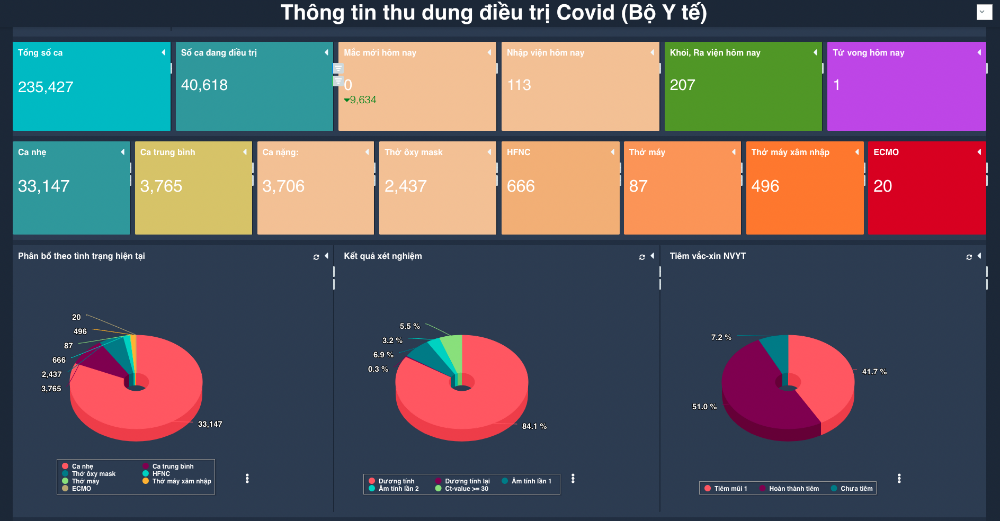 Thông tin thu dung điều trị Covid (Bộ Y tế)
Tổng số ca
235,427
Số ca đang điều trị
40,618
Mắc mới hôm nay
0
9,634
Nhập viện hôm nay
113
Khỏi, Ra viện hôm nay
207
Tử vong hôm nay
1
Ca nhẹ
33,147
Ca trung bình
3,765
Ca nặng:
3,706
Thở ôxy mask
2,437
HFNC
666
Thở máy
87
Thở máy xâm nhập
496
ECMO
20
Phân bổ theo tình trạng hiện tại
20
496
87
666
2,437
3,765
33,147
Ca nhẹ
Ca trung bình
Thở ôxy mask
HFNC
Thở máy
Thở máy xâm nhập
ECMO
Kết quả xét nghiệm
5.5 %
3.2 %
6.9 %
0.3 %
84.1 %
Dương tính
Dương tính lại
Âm tính lần 1
Âm tính lần 2
Ct-value >= 30
Tiêm vắc-xin NVYT
7.2 %
41.7 %
51.0 %
Tiêm mũi 1
Hoàn thành tiêm
Chưa tiêm